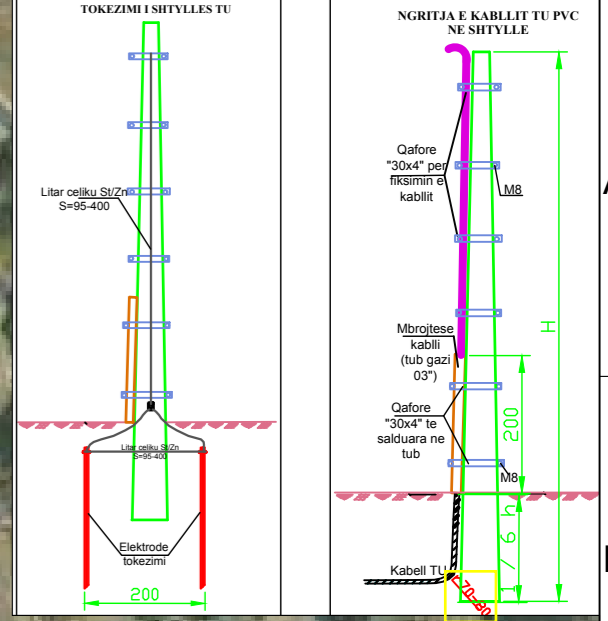 TOKEZIMI I SHTYLLES TU
Litar celiku St/Zn
S=95-400
Litar celiku St/Zn
S=95-400
Elektrode
tokezimi
200
NGRITJA E KABLLIT TU PVC
NE SHTYLLE
Qafore
"30x4" per
fiksimin e
kabllit
M8
Mbrojtese
kablli
(tub gazi
03")
Qafore
"30x4" te
salduara ne
tub
M8
Kabell TU
H
200
1 / 6 h